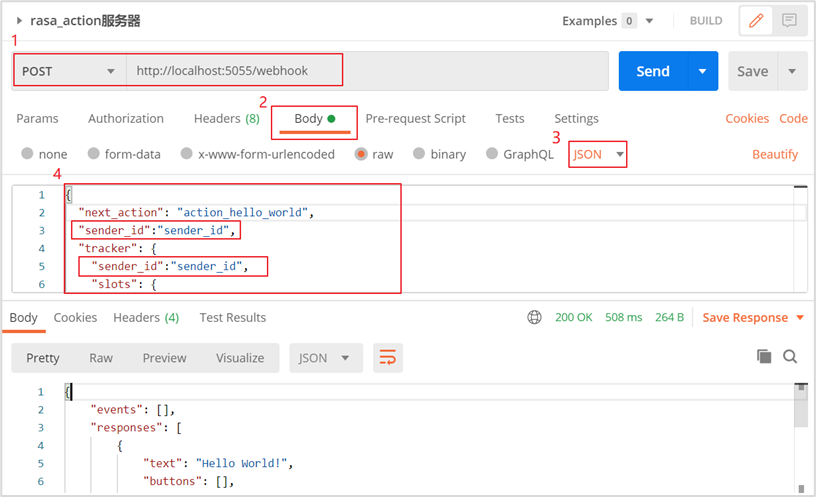 rasa_action服务器 Examples 0 BUILD
1
POST http://localhost:5055/webhook Send Save
2
Params Authorization Headers (8) Body Pre-request Script Tests Settings Cookies Code
3
none form-data x-www-form-urlencoded raw binary GraphQL JSON Beautify
4
1 {
2 "next_action": "action_hello_world",
3 "sender_id":"sender_id",
4 "tracker": {
5 "sender_id":"sender_id",
6 "slots": {
Body Cookies Headers (4) Test Results 200 OK 508 ms 264 B Save Response
Pretty Raw Preview Visualize JSON
1 {
2 "events": [],
3 "responses": [
4 {
5 "text": "Hello World!",
6 "buttons": [],